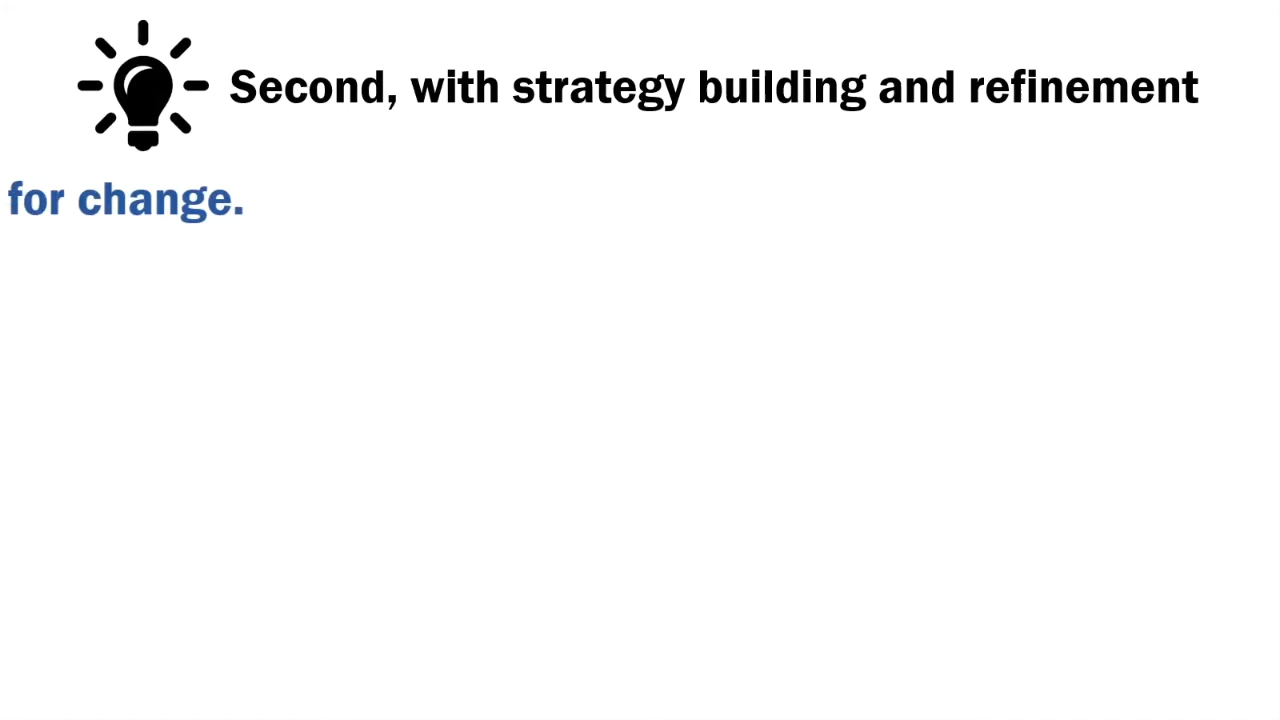 Second, with strategy building and refinement
for change.